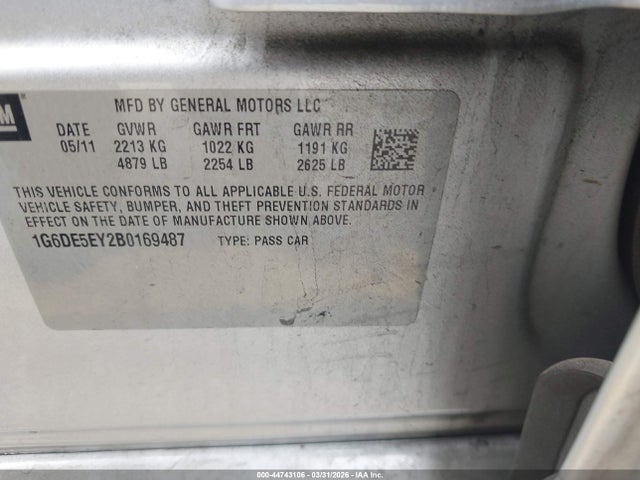 GM
MFD BY GENERAL MOTORS LLC
DATE GVWR GAWR FRT GAWR RR
05/11 2213 KG 1022 KG 1191 KG
4879 LB 2254 LB 2625 LB
THIS VEHICLE CONFORMS TO ALL APPLICABLE U.S. FEDERAL MOTOR
VEHICLE SAFETY, BUMPER, AND THEFT PREVENTION STANDARDS IN
EFFECT ON THE DATE OF MANUFACTURE SHOWN ABOVE.
1G6DE5EY2B0169487 TYPE: PASS CAR
000-44743106 - 03/31/2026 - IAA Inc.